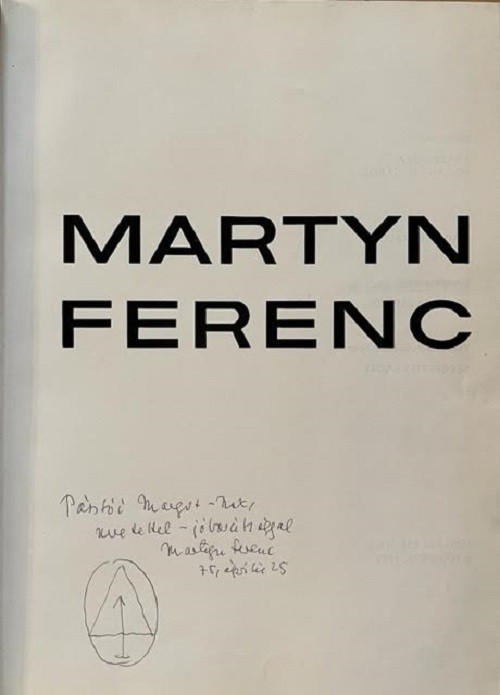 MARTYN
FERENC
Pásztói Margit-nak,
szeretettel – jóbarátsággal
Martyn Ferenc
75, április 25